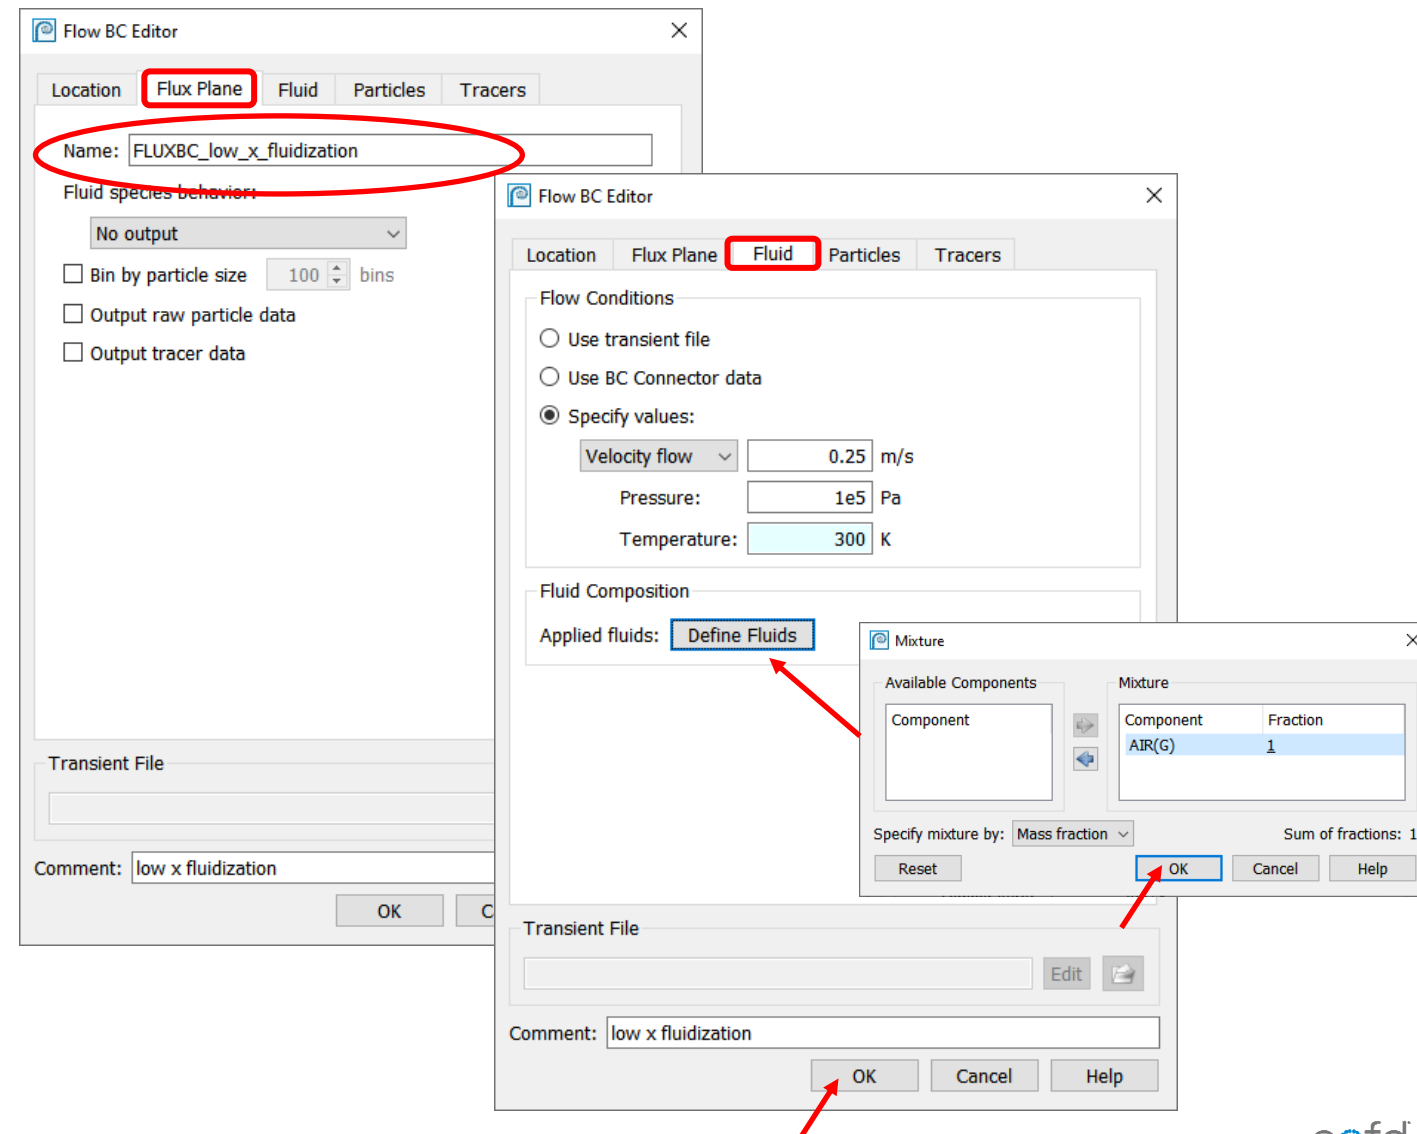 Flow BC Editor
Location Flux Plane Fluid Particles Tracers
Name: FLUXBC_low_x_fluidization
Fluid species behavior:
No output
Bin by particle size 100 bins
Output raw particle data
Output tracer data
Transient File
Comment: low x fluidization
OK
Flow BC Editor
Location Flux Plane Fluid Particles Tracers
Flow Conditions
Use transient file
Use BC Connector data
Specify values:
Velocity flow 0.25 m/s
Pressure: 1e5 Pa
Temperature: 300 K
Fluid Composition
Applied fluids: Define Fluids
Transient File
Edit
Comment: low x fluidization
OK Cancel Help
Mixture
Available Components
Component
Mixture
Component Fraction
AIR(G) 1
Specify mixture by: Mass fraction Sum of fractions: 1
Reset OK Cancel Help